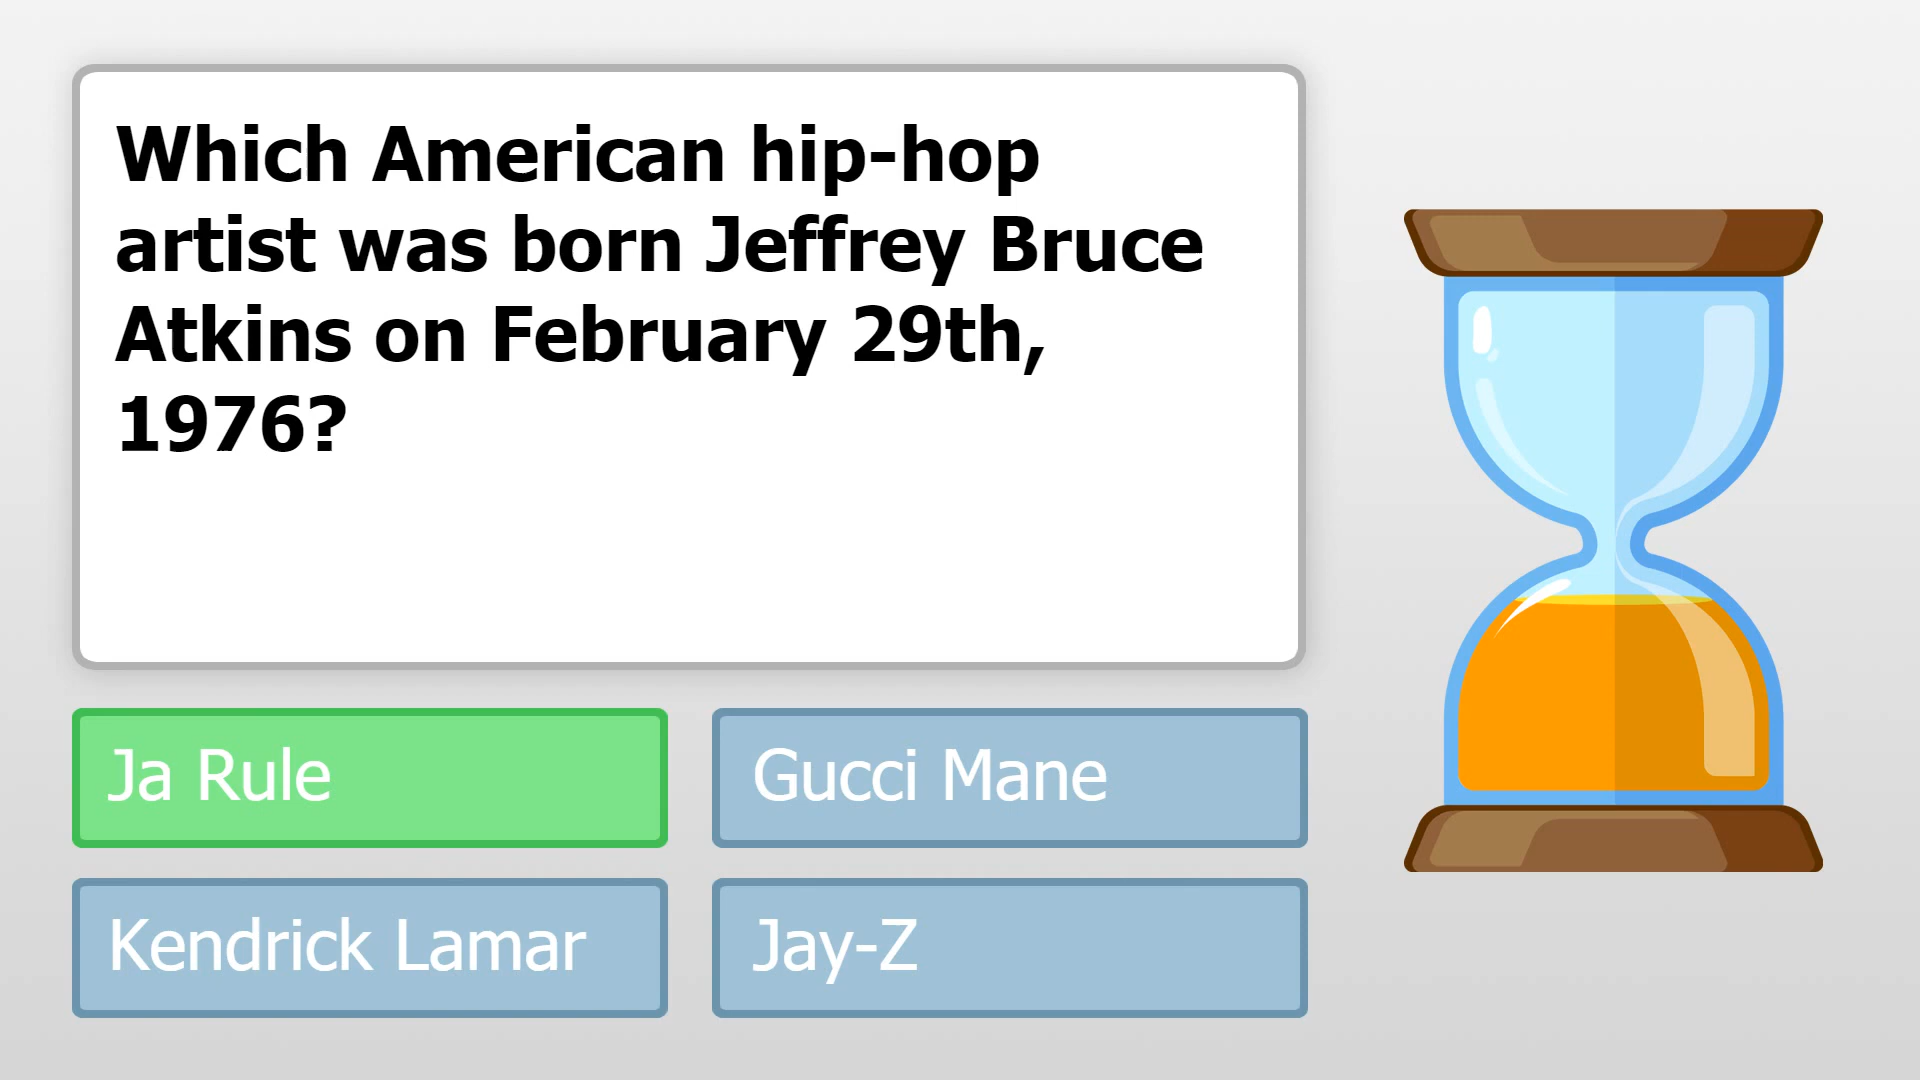 Which American hip-hop
artist was born Jeffrey Bruce
Atkins on February 29th,
1976?
Ja Rule
Gucci Mane
Kendrick Lamar
Jay-Z